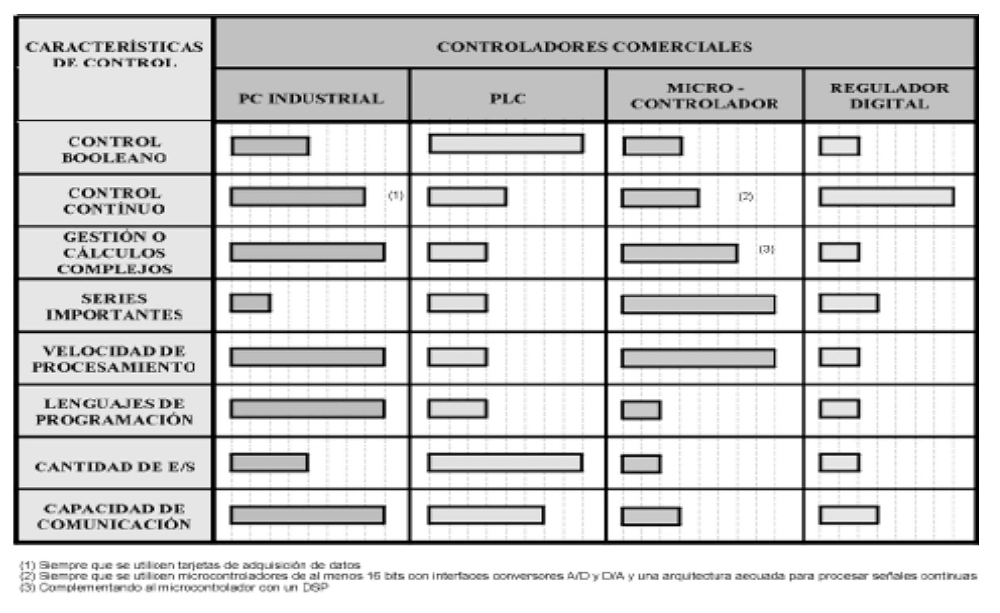 CARACTERÍSTICAS
DE CONTROL
CONTROLADORES COMERCIALES
PC INDUSTRIAL
PLC
MICRO -
CONTROLADOR
REGULADOR
DIGITAL
CONTROL
BOOLEANO
CONTROL
CONTÍNUO
(1)
(2)
GESTIÓN O
CÁLCULOS
COMPLEJOS
(3)
SERIES
IMPORTANTES
VELOCIDAD DE
PROCESAMIENTO
LENGUAJES DE
PROGRAMACIÓN
CANTIDAD DE E/S
CAPACIDAD DE
COMUNICACIÓN
(1) Siempre que se utilicen tarjetas de adquisición de datos
(2) Siempre que se utilicen microcontroladores de al menos 16 bits con interfaces conversores A/D y D/A y una arquitectura aecuada para procesar señales continuas
(3) Complementando al microcontrolador con un DSP